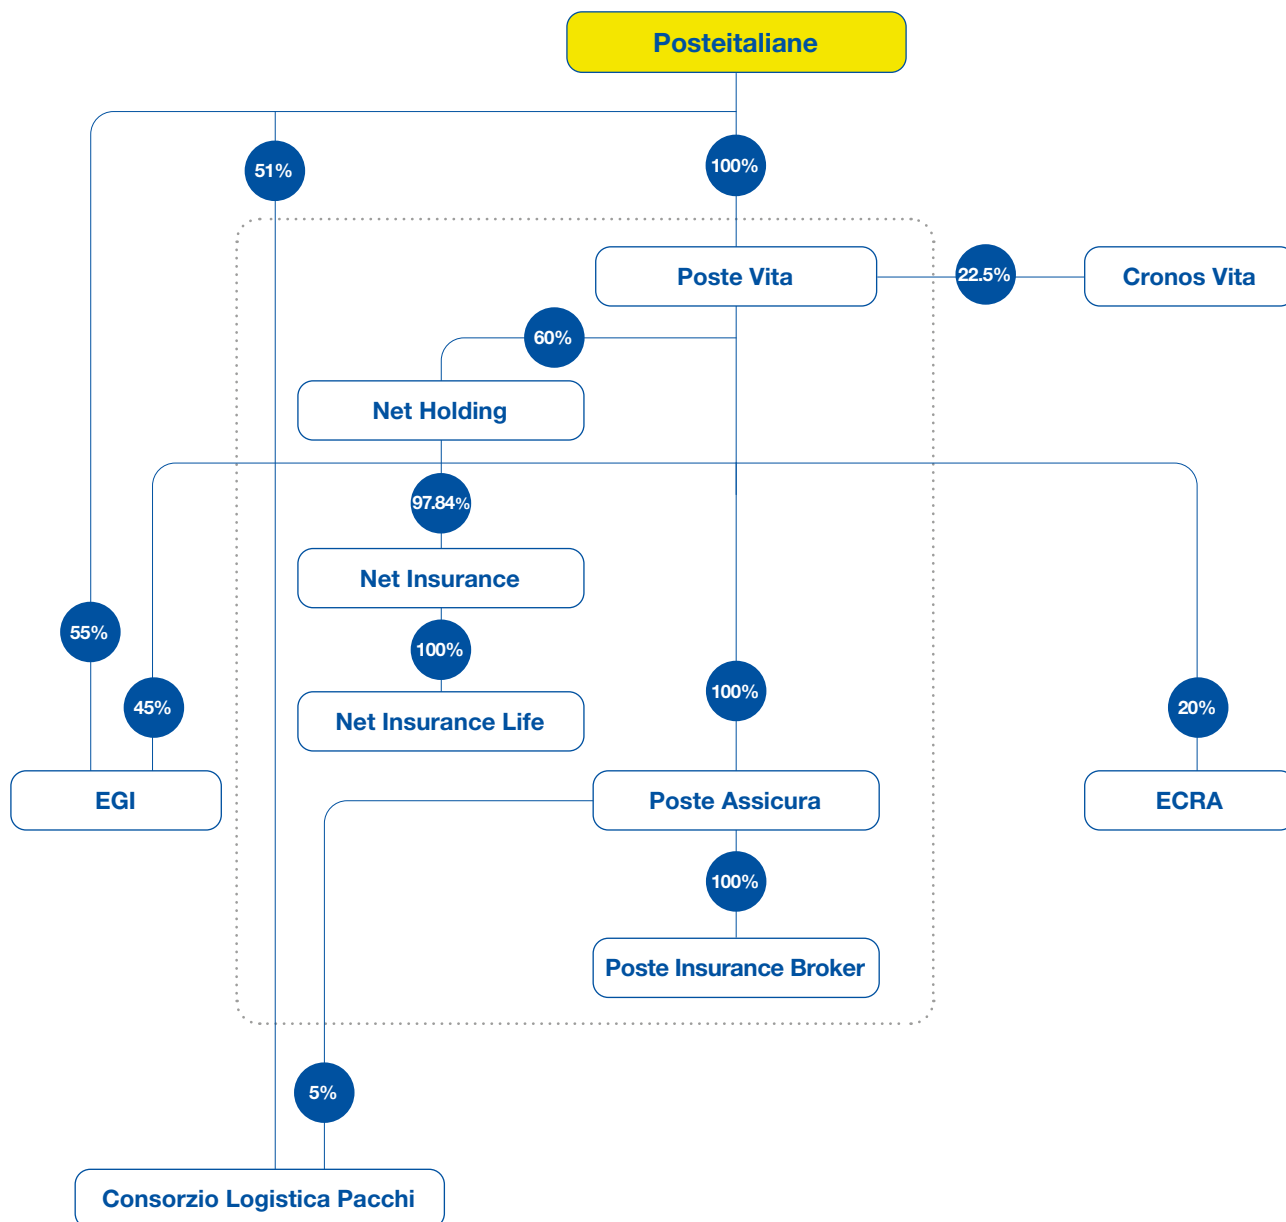 Posteitaliane
51%
100%
Poste Vita
22.5%
Cronos Vita
60%
Net Holding
97.84%
Net Insurance
55%
100%
45%
Net Insurance Life
100%
20%
EGI
Poste Assicura
ECRA
100%
Poste Insurance Broker
5%
Consorzio Logistica Pacchi